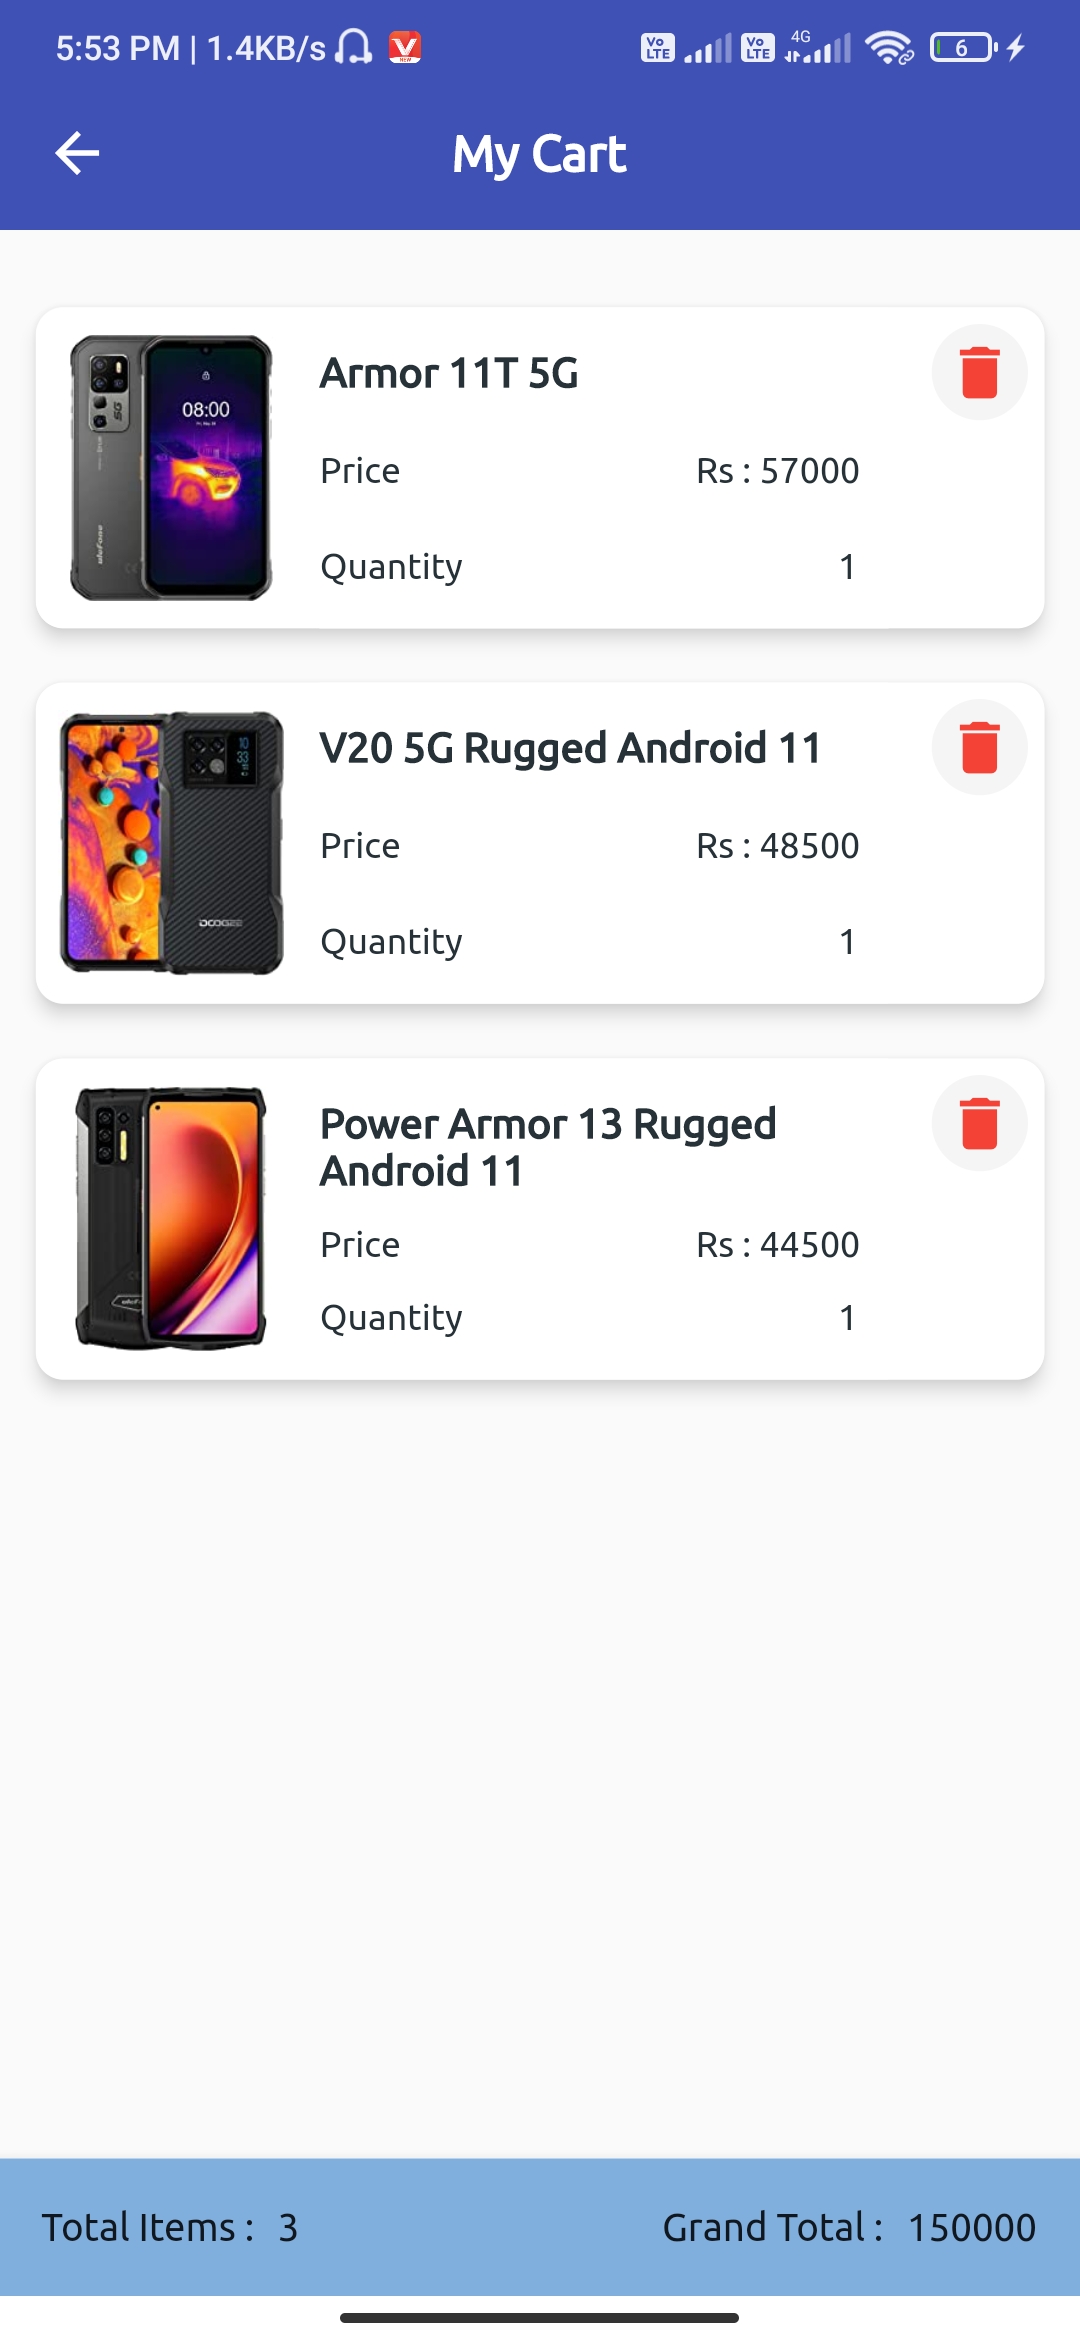 5:53 PM | 1.4KB/s
Vo LTE Vo LTE 4G 6
My Cart
08:00
5G
ulefone
Armor 11T 5G
Price Rs : 57000
Quantity 1
DOOGEE
V20 5G Rugged Android 11
Price Rs : 48500
Quantity 1
Power Armor 13 Rugged
Android 11
Price Rs : 44500
Quantity 1
Total Items : 3 Grand Total : 150000